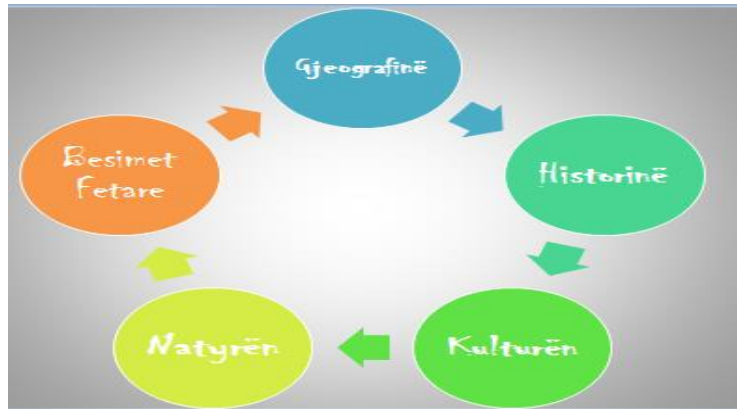 Gjeografinë
Historinë
Kulturën
Natyrën
Besimet
Fetare